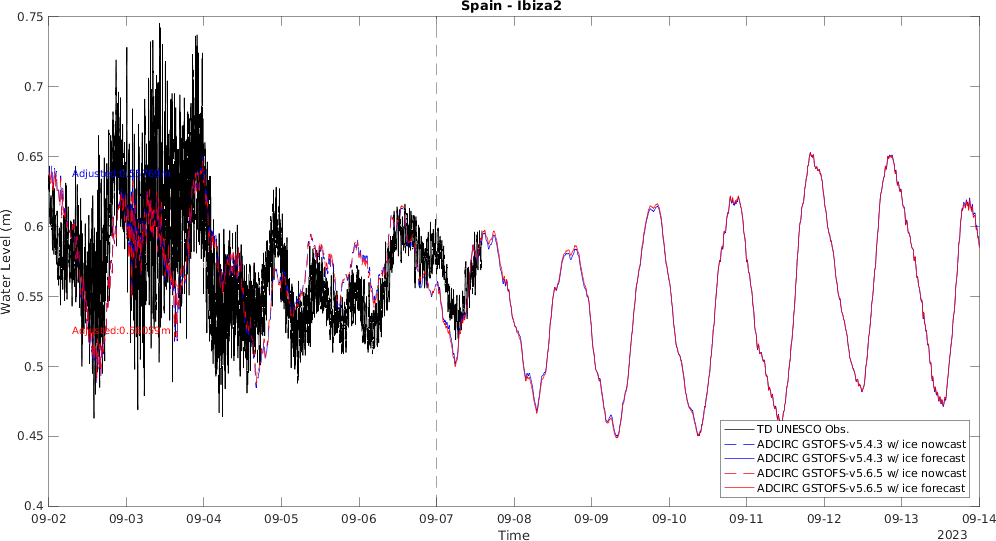 Spain - Ibiza2
0.75
0.7
0.65
0.6
0.55
0.5
0.45
0.4
Water Level (m)
TD UNESCO Obs.
ADCIRC GSTOFS-v5.4.3 w/ ice nowcast
ADCIRC GSTOFS-v5.4.3 w/ ice forecast
ADCIRC GSTOFS-v5.6.5 w/ ice nowcast
ADCIRC GSTOFS-v5.6.5 w/ ice forecast
09-02 09-03 09-04 09-05 09-06 09-07 09-08 09-09 09-10 09-11 09-12 09-13 09-14
Time
2023